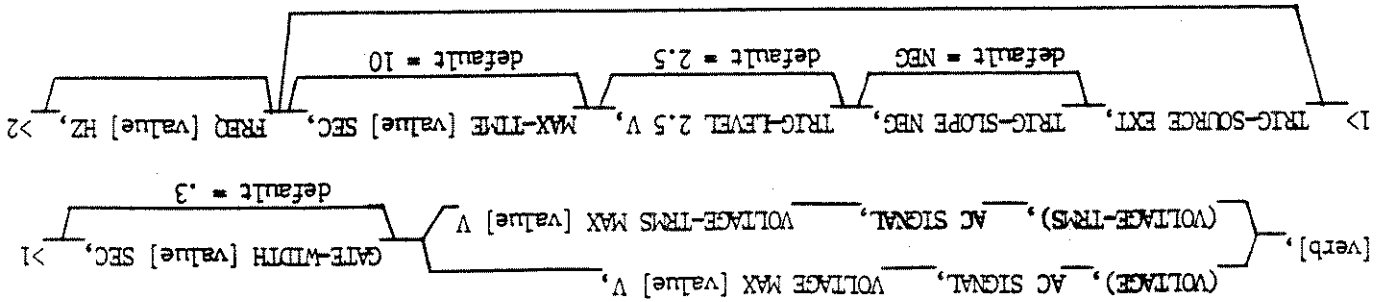 (VOLTAGE), AC SIGNAL, VOLTAGE MAX [value] V,
[verb], GATE-WIDTH [value] SEC, >1
(VOLTAGE-TRMS), AC SIGNAL, VOLTAGE-TRMS MAX [value] V
default = .3
>1 TRIG-SOURCE EXT, TRIG-SLOPE NEG, TRIG-LEVEL 2.5 V, MAX-TIME [value] SEC, FREQ [value] HZ, >2
default = NEG default = 2.5 default = 10